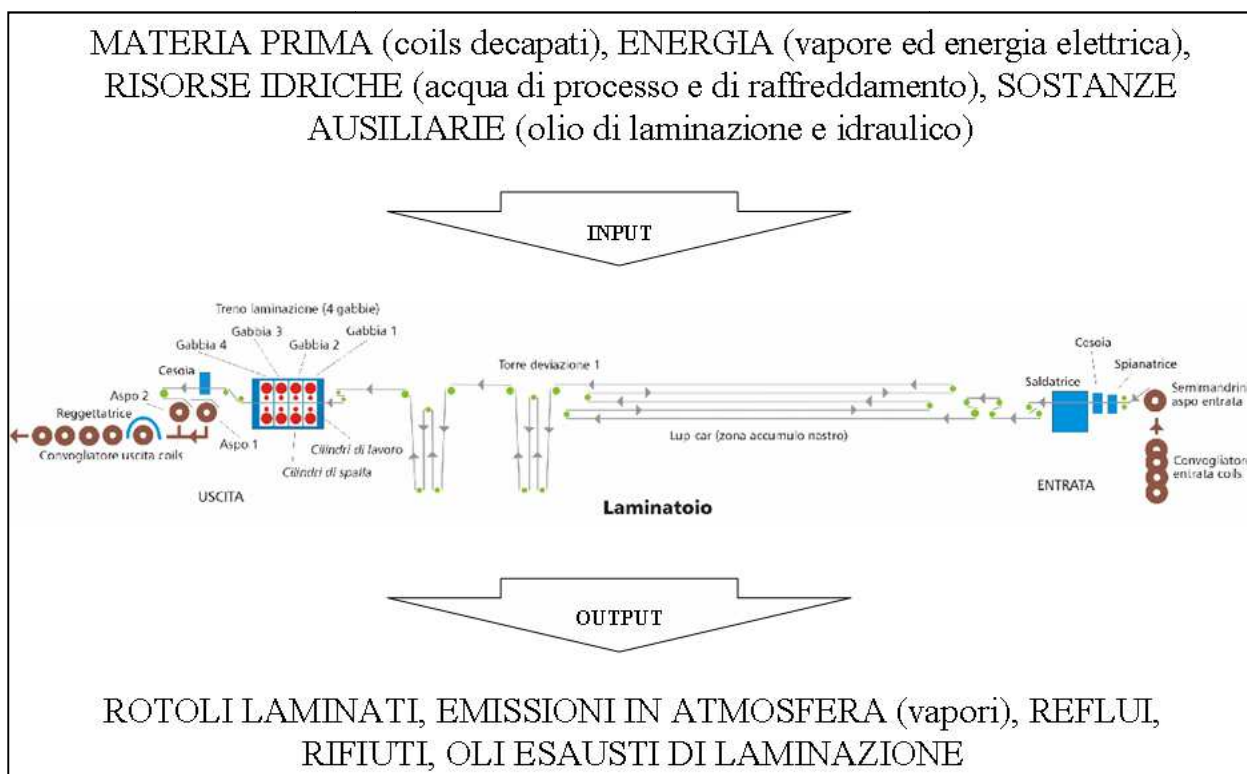 MATERIA PRIMA (coils decapati), ENERGIA (vapore ed energia elettrica),
RISORSE IDRICHE (acqua di processo e di raffreddamento), SOSTANZE
AUSILIARIE (olio di laminazione e idraulico)
INPUT
Treno laminazione (4 gabbie)
Gabbia 3
Gabbia 1
Gabbia 4
Gabbia 2
Cesoia
Torre deviazione 1
Cesoia
Spianatrice
Saldatrice
Aspo 2
Reggettatrice
Semimandrin
aspo entrata
Aspo 1
Convogliatore uscita coils
Cilindri di lavoro
Cilindri di spalla
Lup car (zona accumulo nastro)
Convogliatore
entrata coils
USCITA
ENTRATA
Laminatoio
OUTPUT
ROTOLI LAMINATI, EMISSIONI IN ATMOSFERA (vapori), REFLUI,
RIFIUTI, OLI ESAUSTI DI LAMINAZIONE